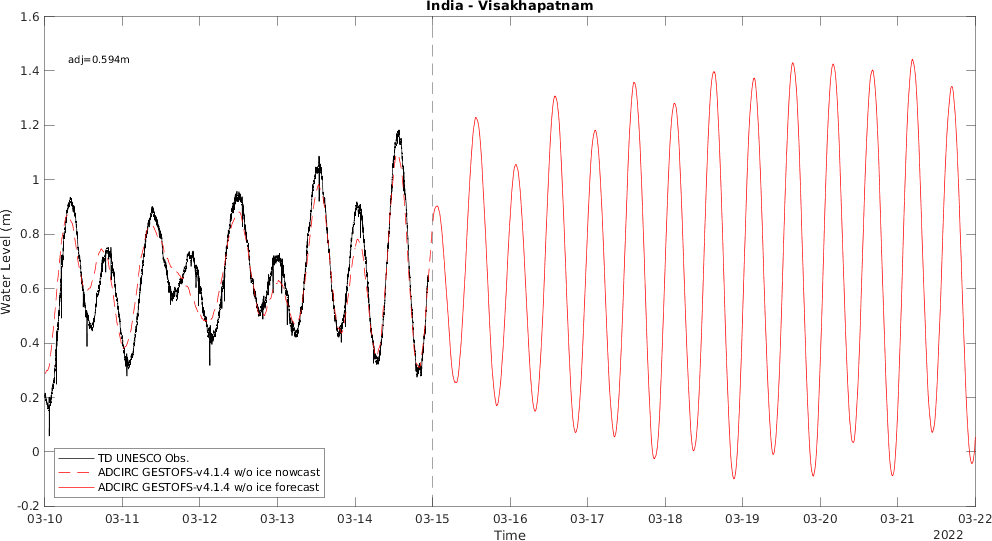 India - Visakhapatnam
1.6
1.4
1.2
1
0.8
0.6
0.4
0.2
0
-0.2
Water Level (m)
adj=0.594m
TD UNESCO Obs.
ADCIRC GESTOFS-v4.1.4 w/o ice nowcast
ADCIRC GESTOFS-v4.1.4 w/o ice forecast
03-10 03-11 03-12 03-13 03-14 03-15 03-16 03-17 03-18 03-19 03-20 03-21 03-22
Time
2022